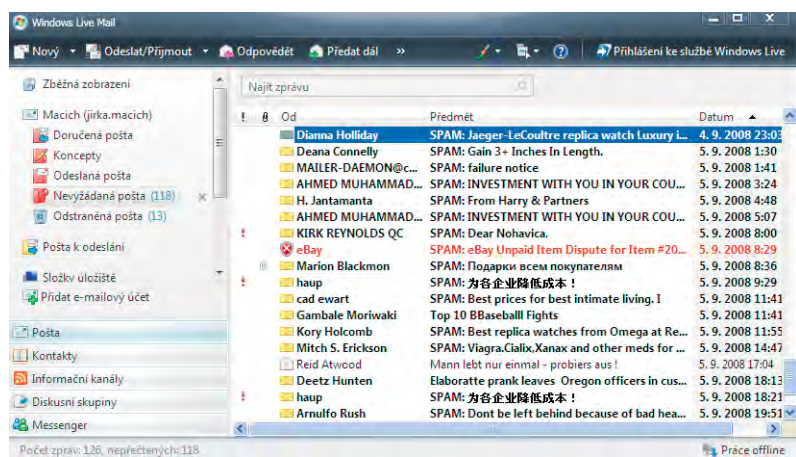 Windows Live Mail
Nový Odeslat/Přijmout Odpovědět Předat dál » Přihlášení ke službě Windows Live
Zběžná zobrazení
Macich (jirka.macich)
Doručená pošta
Koncepty
Odeslaná pošta
Nevyžádaná pošta (118)
Odstraněná pošta (13)
Pošta k odeslání
Složky úložiště
Přidat e-mailový účet
Pošta
Kontakty
Informační kanály
Diskusní skupiny
Messenger
Najít zprávu
! Od Předmět Datum
Dianna Holliday SPAM: Jaeger-LeCoultre replica watch Luxury i... 4. 9. 2008 23:03
Deana Connelly SPAM: Gain 3+ Inches In Length. 5. 9. 2008 1:30
MAILER-DAEMON@c... SPAM: failure notice 5. 9. 2008 1:41
AHMED MUHAMMAD... SPAM: INVESTMENT WITH YOU IN YOUR COU... 5. 9. 2008 3:24
H. Jantamanta SPAM: From Harry & Partners 5. 9. 2008 4:48
AHMED MUHAMMAD... SPAM: INVESTMENT WITH YOU IN YOUR COU... 5. 9. 2008 5:07
! KIRK REYNOLDS QC SPAM: Dear Nohavica, 5. 9. 2008 8:00
eBay SPAM: eBay Unpaid Item Dispute for Item #20... 5. 9. 2008 8:29
Marion Blackmon SPAM: Подарки всем покупателям 5. 9. 2008 8:36
! haup SPAM: 为各企业降低成本！ 5. 9. 2008 9:29
cad ewart SPAM: Best prices for best intimate living. I 5. 9. 2008 11:41
Gambale Moriwaki Top 10 BBaseballl Fights 5. 9. 2008 11:41
Kory Holcomb SPAM: Best replica watches from Omega at Re... 5. 9. 2008 11:55
Mitch S. Erickson SPAM: Viagra.Cialix,Xanax and other meds for ... 5. 9. 2008 14:47
Reid Atwood Mann lebt nur einmal - probiers aus ! 5. 9. 2008 17:04
Deetz Hunten Elaboratte prank leaves Oregon officers in cus... 5. 9. 2008 18:13
! haup SPAM: 为各企业降低成本！ 5. 9. 2008 18:21
Arnulfo Rush SPAM: Dont be left behind because of bad hea... 5. 9. 2008 19:51
Počet zpráv: 126, nepřečtených: 118
Práce offline